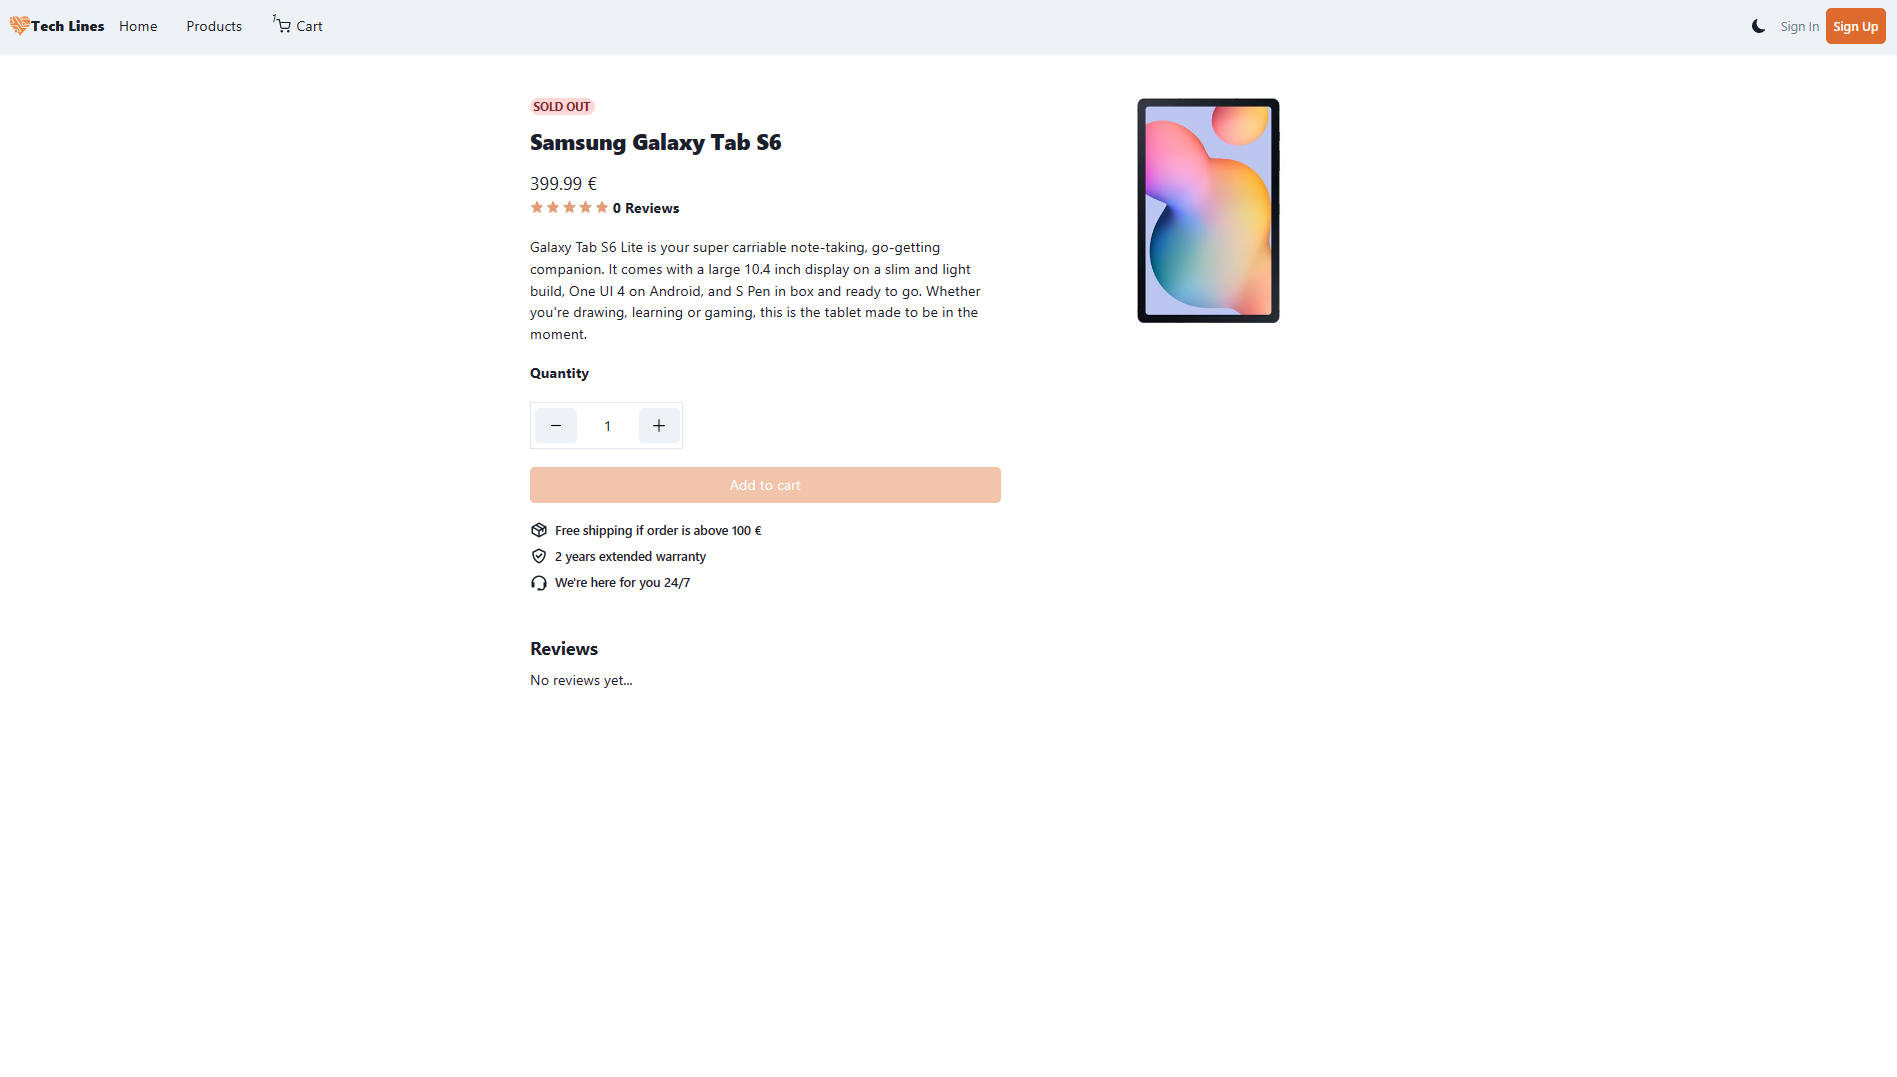 Tech Lines Home Products 1 Cart Sign In Sign Up
SOLD OUT
Samsung Galaxy Tab S6
399.99 €
0 Reviews
Galaxy Tab S6 Lite is your super carriable note-taking, go-getting
companion. It comes with a large 10.4 inch display on a slim and light
build, One UI 4 on Android, and S Pen in box and ready to go. Whether
you're drawing, learning or gaming, this is the tablet made to be in the
moment.
Quantity
1
Add to cart
Free shipping if order is above 100 €
2 years extended warranty
We're here for you 24/7
Reviews
No reviews yet...